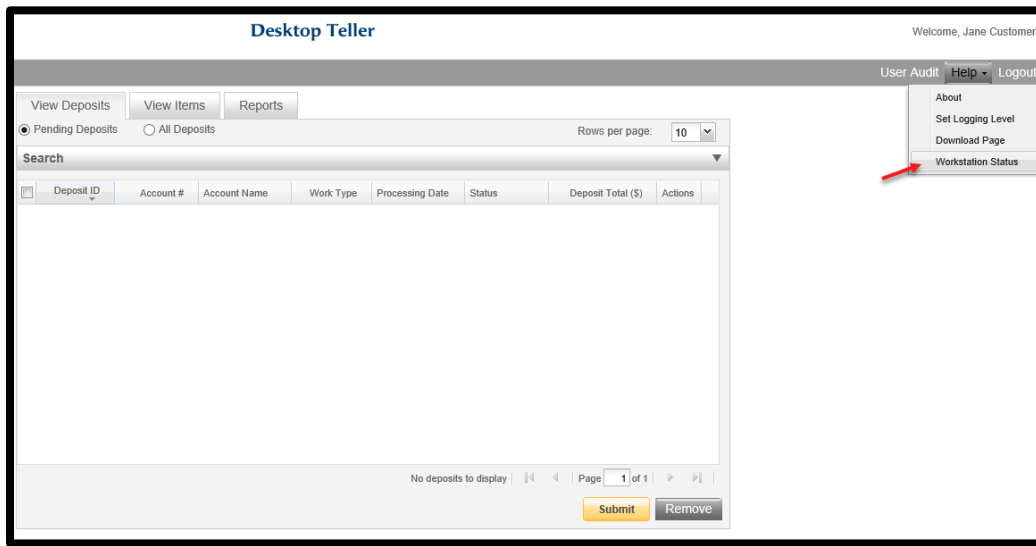 Desktop Teller
Welcome, Jane Customer
User Audit Help Logout
About
Set Logging Level
Download Page
Workstation Status
View Deposits View Items Reports
Pending Deposits All Deposits Rows per page: 10
Search
Deposit ID Account # Account Name Work Type Processing Date Status Deposit Total ($) Actions
No deposits to display Page 1 of 1
Submit Remove